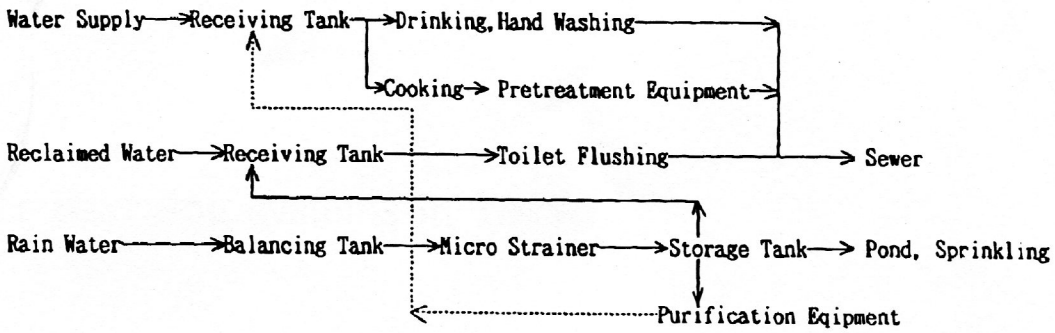 Water Supply Receiving Tank Drinking, Hand Washing
Cooking Pretreatment Equipment
Reclaimed Water Receiving Tank Toilet Flushing Sewer
Rain Water Balancing Tank Micro Strainer Storage Tank Pond, Sprinkling
Purification Eqipment